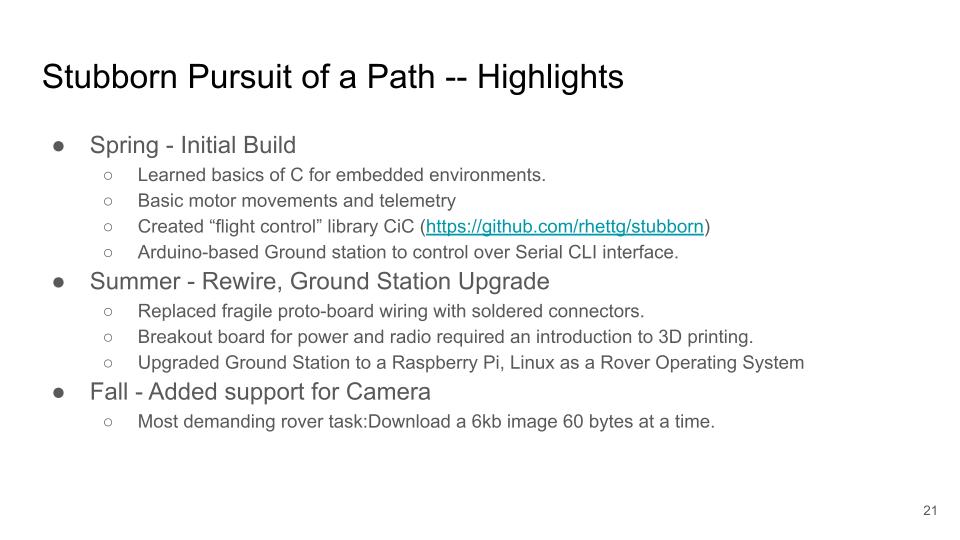 Stubborn Pursuit of a Path -- Highlights
● Spring - Initial Build
○ Learned basics of C for embedded environments.
○ Basic motor movements and telemetry
○ Created “flight control” library CiC (https://github.com/rhettg/stubborn)
○ Arduino-based Ground station to control over Serial CLI interface.
● Summer - Rewire, Ground Station Upgrade
○ Replaced fragile proto-board wiring with soldered connectors.
○ Breakout board for power and radio required an introduction to 3D printing.
○ Upgraded Ground Station to a Raspberry Pi, Linux as a Rover Operating System
● Fall - Added support for Camera
○ Most demanding rover task:Download a 6kb image 60 bytes at a time.
21